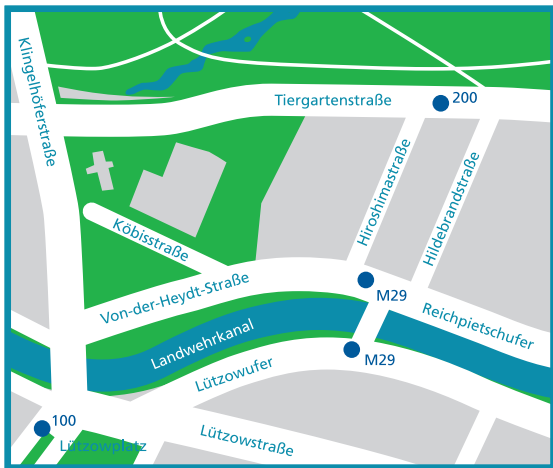 Klingelhöferstraße
Tiergartenstraße
200
Hiroshimastraße
Hildebrandstraße
Köbisstraße
Von-der-Heydt-Straße
M29
Reichpietschufer
Landwehrkanal
M29
Lützowufer
100
Lützowplatz
Lützowstraße